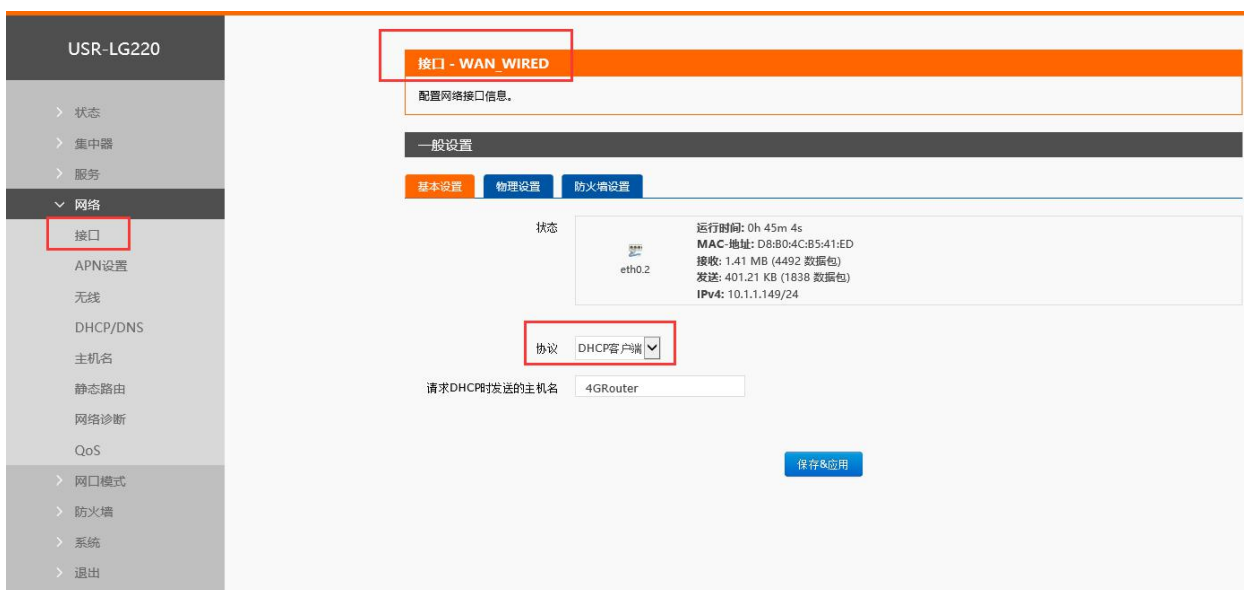 USR-LG220
状态
集中器
服务
网络
接口
APN设置
无线
DHCP/DNS
主机名
静态路由
网络诊断
QoS
网口模式
防火墙
系统
退出
接口 - WAN_WIRED
配置网络接口信息。
一般设置
基本设置 物理设置 防火墙设置
状态
eth0.2
运行时间: 0h 45m 4s
MAC-地址: D8:B0:4C:B5:41:ED
接收: 1.41 MB (4492 数据包)
发送: 401.21 KB (1838 数据包)
IPv4: 10.1.1.149/24
协议 DHCP客户端
请求DHCP时发送的主机名 4GRouter
保存&应用